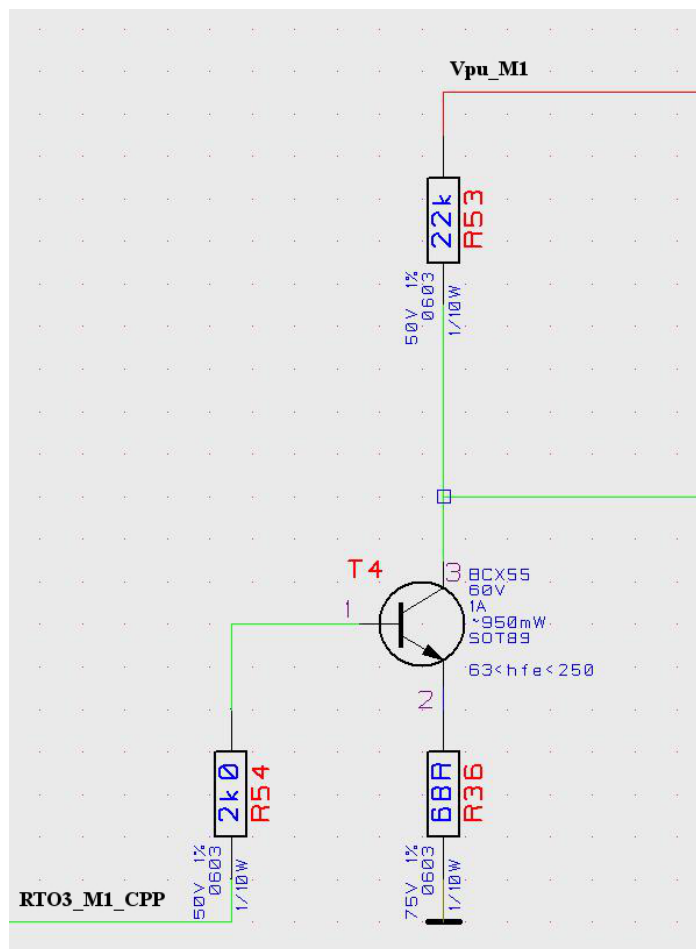 Vpu_M1
22k
R53
50V 1%
0603
1/10W
T4
3
BCX55
60V
1A
~950mW
SOT89
63<hfe<250
1
2
2k0
R54
50V 1%
0603
1/10W
68R
R36
75V 1%
0603
1/10W
RTO3_M1_CPP